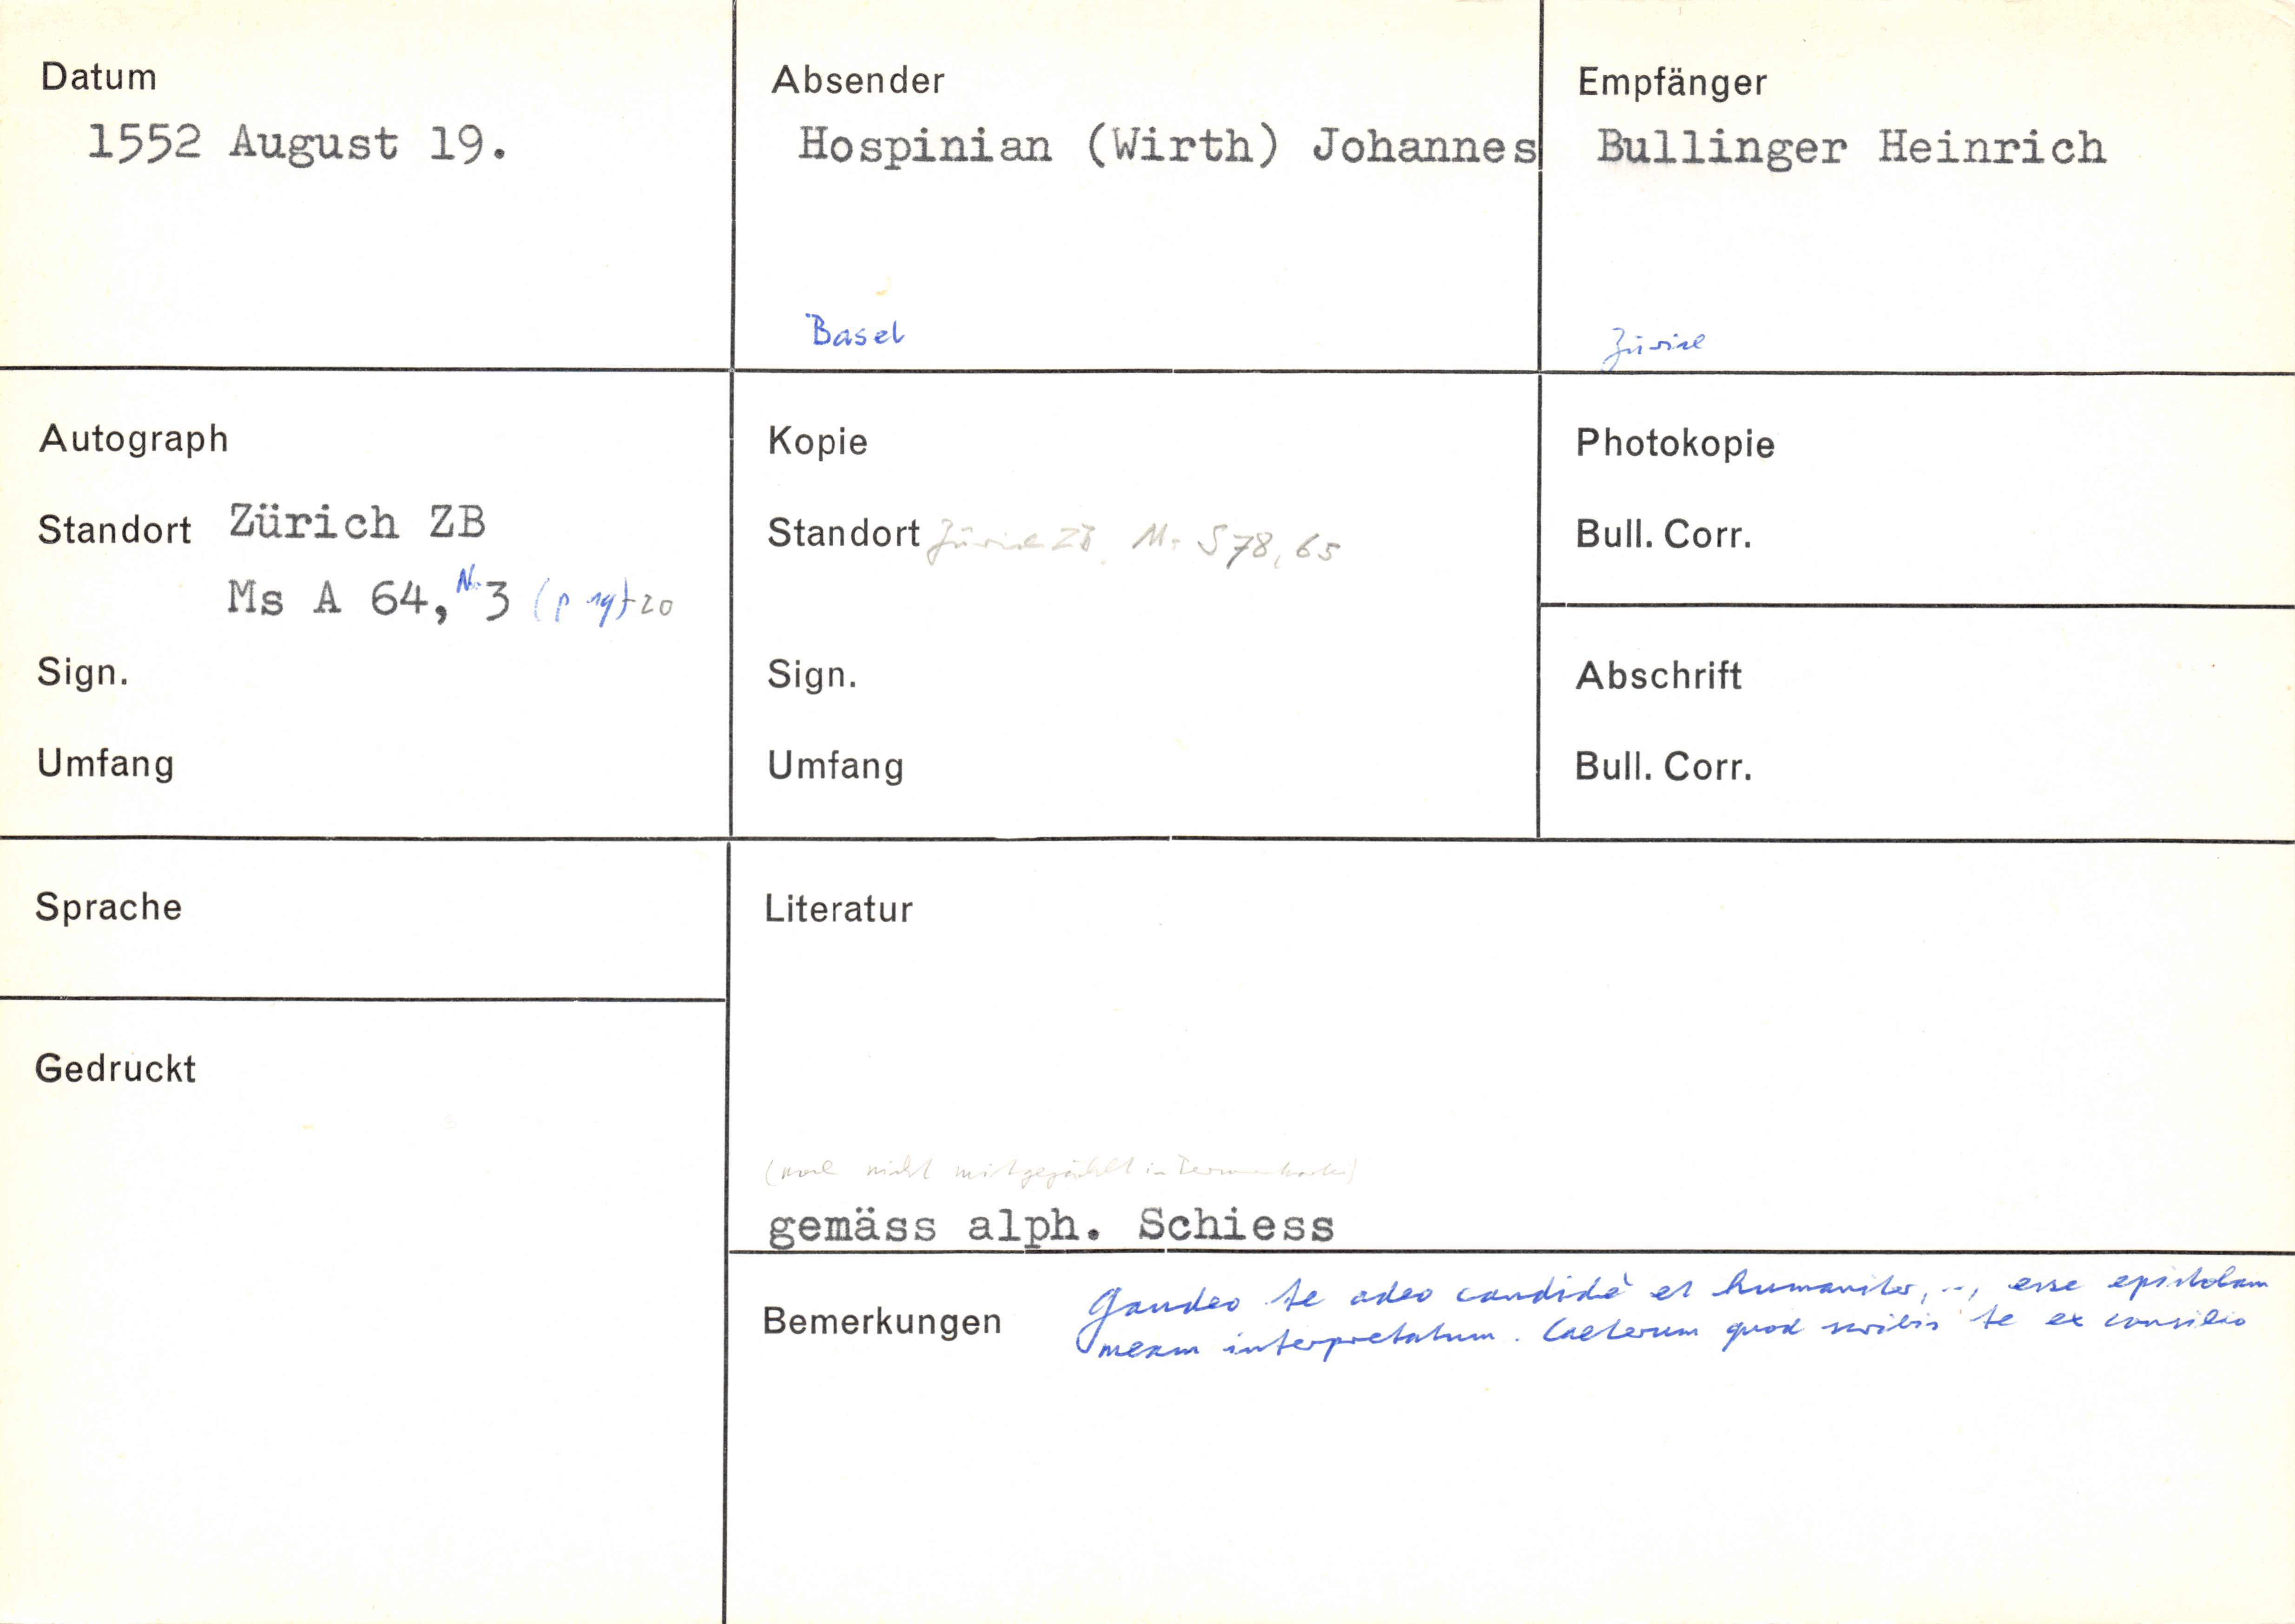 Datum
1552 August 19.
Absender
Hospinian (Wirth) Johannes
Basel
Empfänger
Bullinger Heinrich
Zürich
Autograph
Standort Zürich ZB
Ms A 64, Nr. 3 (p 19)-20
Sign.
Umfang
Kopie
Standort Zürich ZB, Ms S 78, 65
Sign.
Umfang
Photokopie
Bull. Corr.
Abschrift
Bull. Corr.
Sprache
Gedruckt
Literatur
(noch nicht mitgezählt in
gemäss alph. Schiess
Bemerkungen
Gaudeo te adeo candidè et humaniter, .., esse epistolam
meam interpretatum. Caeterum quod scribis te ex consilio